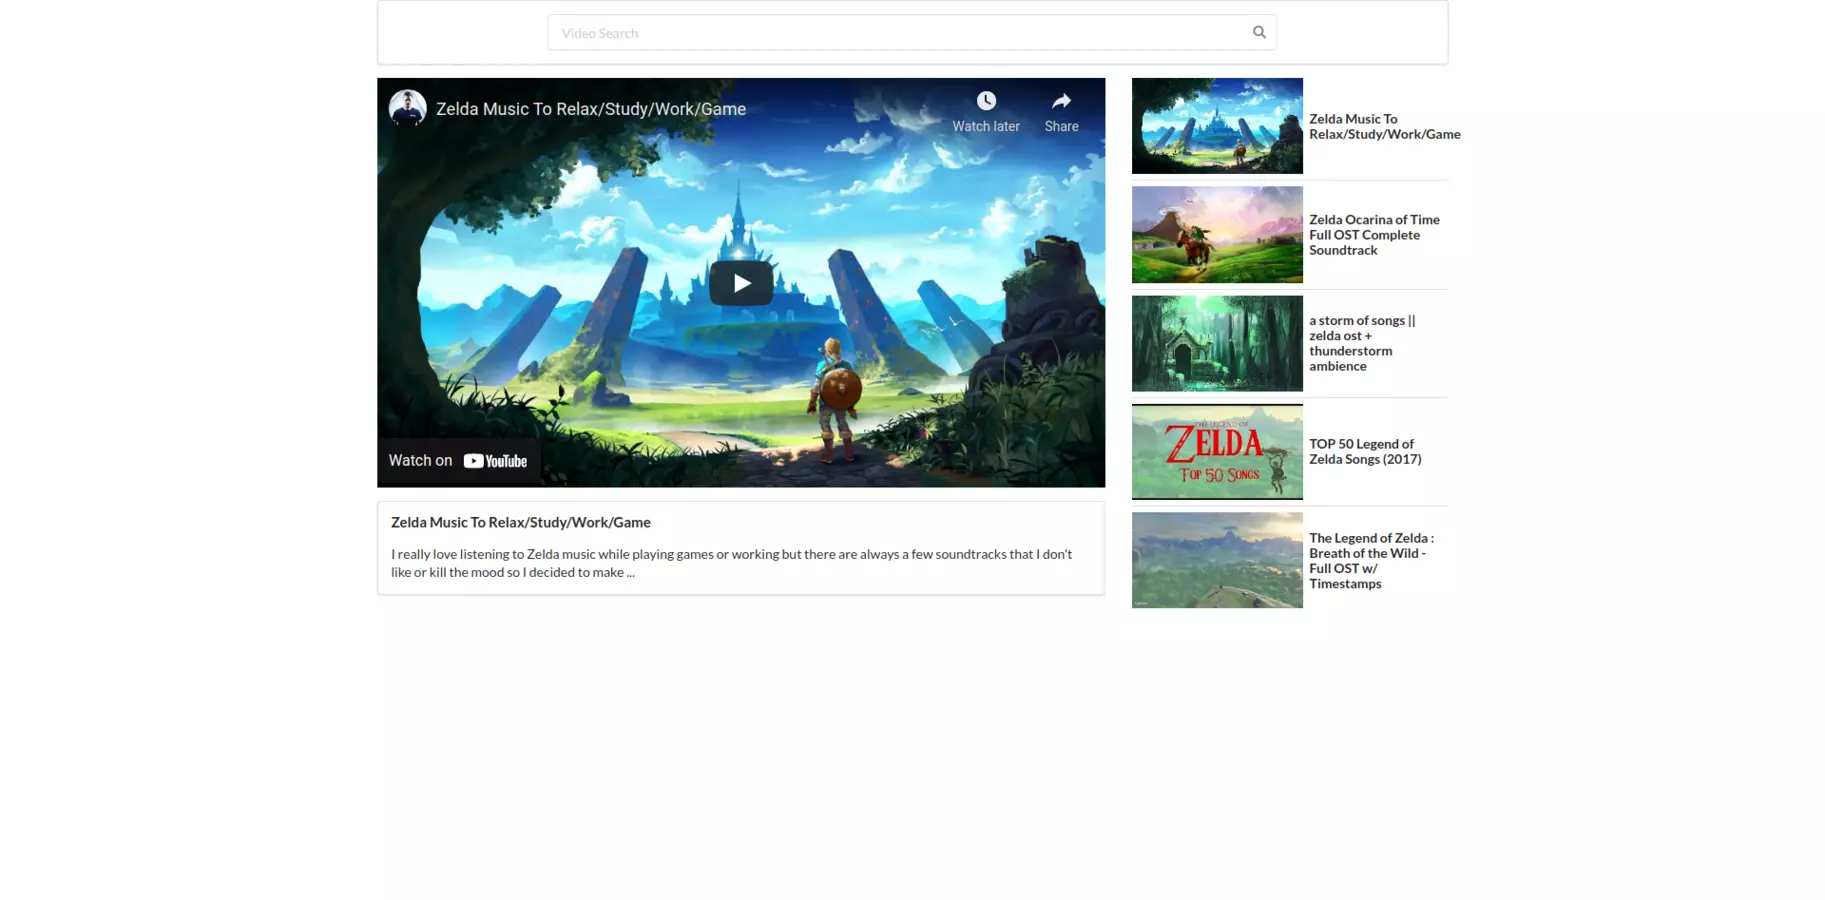 Video Search
Zelda Music To Relax/Study/Work/Game
Watch later
Share
Watch on YouTube
Zelda Music To Relax/Study/Work/Game
I really love listening to Zelda music while playing games or working but there are always a few soundtracks that I don't
like or kill the mood so I decided to make ...
Zelda Music To
Relax/Study/Work/Game
Zelda Ocarina of Time
Full OST Complete
Soundtrack
a storm of songs ||
zelda ost +
thunderstorm
ambience
THE LEGEND OF
ZELDA
TOP 50 SONGS
TOP 50 Legend of
Zelda Songs (2017)
The Legend of Zelda :
Breath of the Wild -
Full OST w/
Timestamps